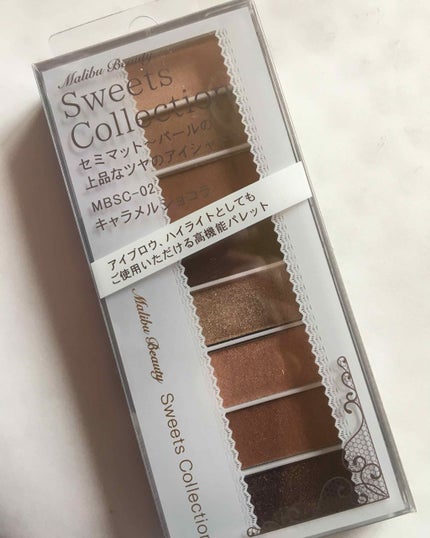 Malibu Beauty
Sweets
Collection
セミマット～パールの
上品なツヤのアイシャ
MBSC-02
キャラメルショコラ
アイブロウ、ハイライトとしても
ご使用いただける高機能パレット
Malibu Beauty
Sweets Collection